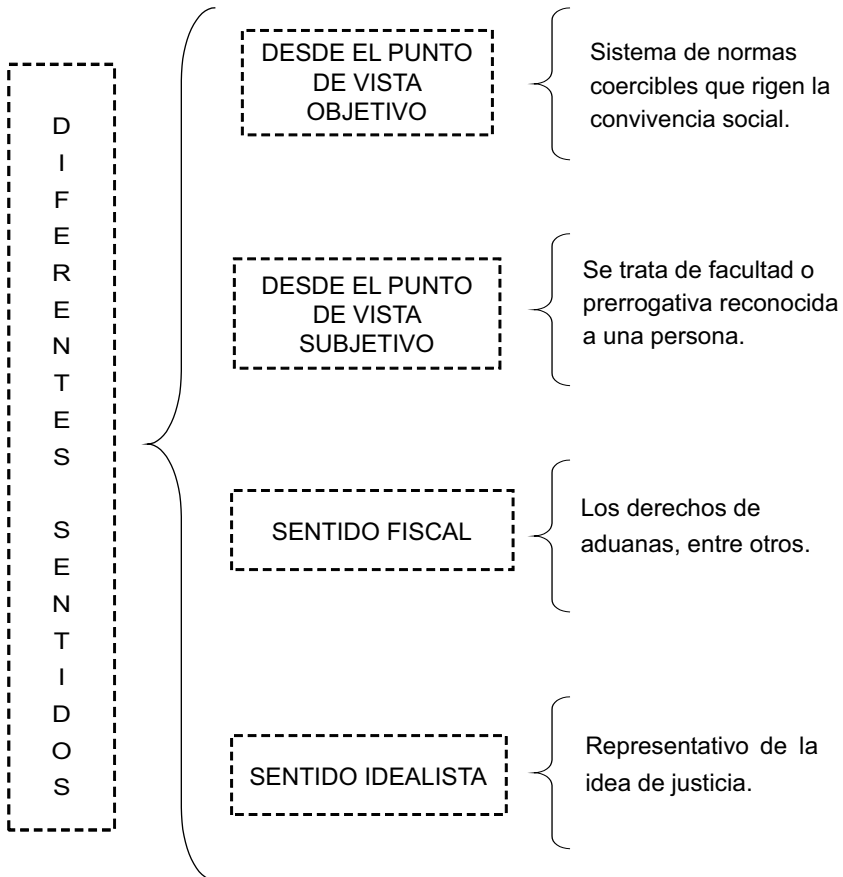 DIFERENTES SENTIDOS
DESDE EL PUNTO
DE VISTA
OBJETIVO
Sistema de normas
coercibles que rigen la
convivencia social.
DESDE EL PUNTO
DE VISTA
SUBJETIVO
Se trata de facultad o
prerrogativa reconocida
a una persona.
SENTIDO FISCAL
Los derechos de
aduanas, entre otros.
SENTIDO IDEALISTA
Representativo de la
idea de justicia.